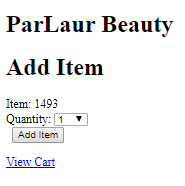 ParLaur Beauty
Add Item
Item: 1493
Quantity: 1
Add Item
View Cart